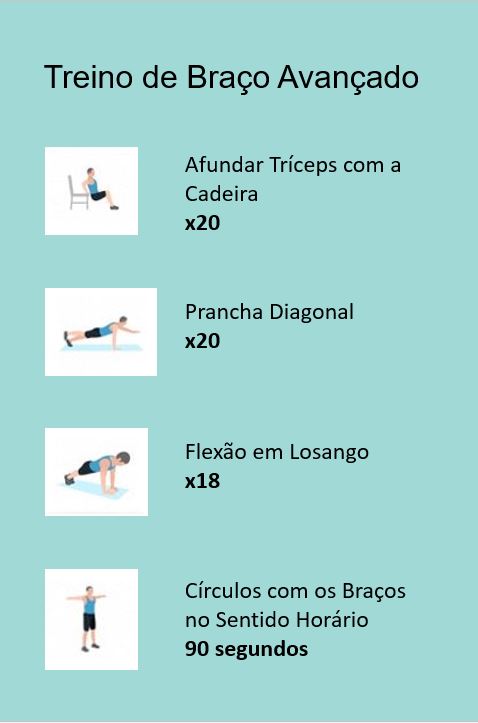 Treino de Braço Avançado
Afundar Tríceps com a
Cadeira
x20
Prancha Diagonal
x20
Flexão em Losango
x18
Círculos com os Braços
no Sentido Horário
90 segundos